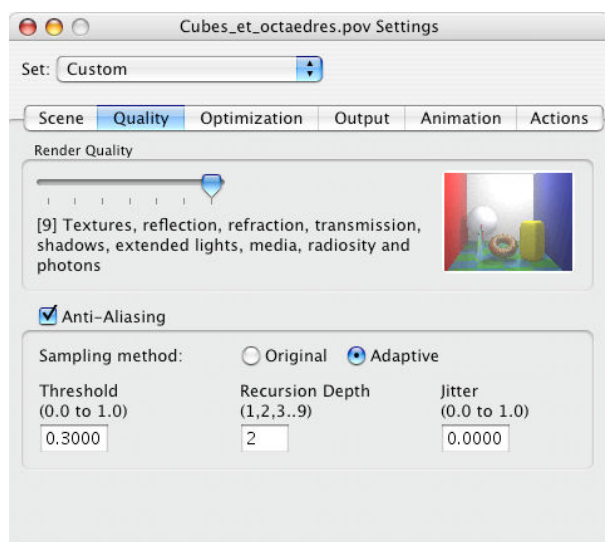 Cubes_et_octaedres.pov Settings
Set: Custom
Scene Quality Optimization Output Animation Actions
Render Quality
[9] Textures, reflection, refraction, transmission,
shadows, extended lights, media, radiosity and
photons
Anti-Aliasing
Sampling method: Original Adaptive
Threshold Recursion Depth Jitter
(0.0 to 1.0) (1,2,3..9) (0.0 to 1.0)
0.3000 2 0.0000